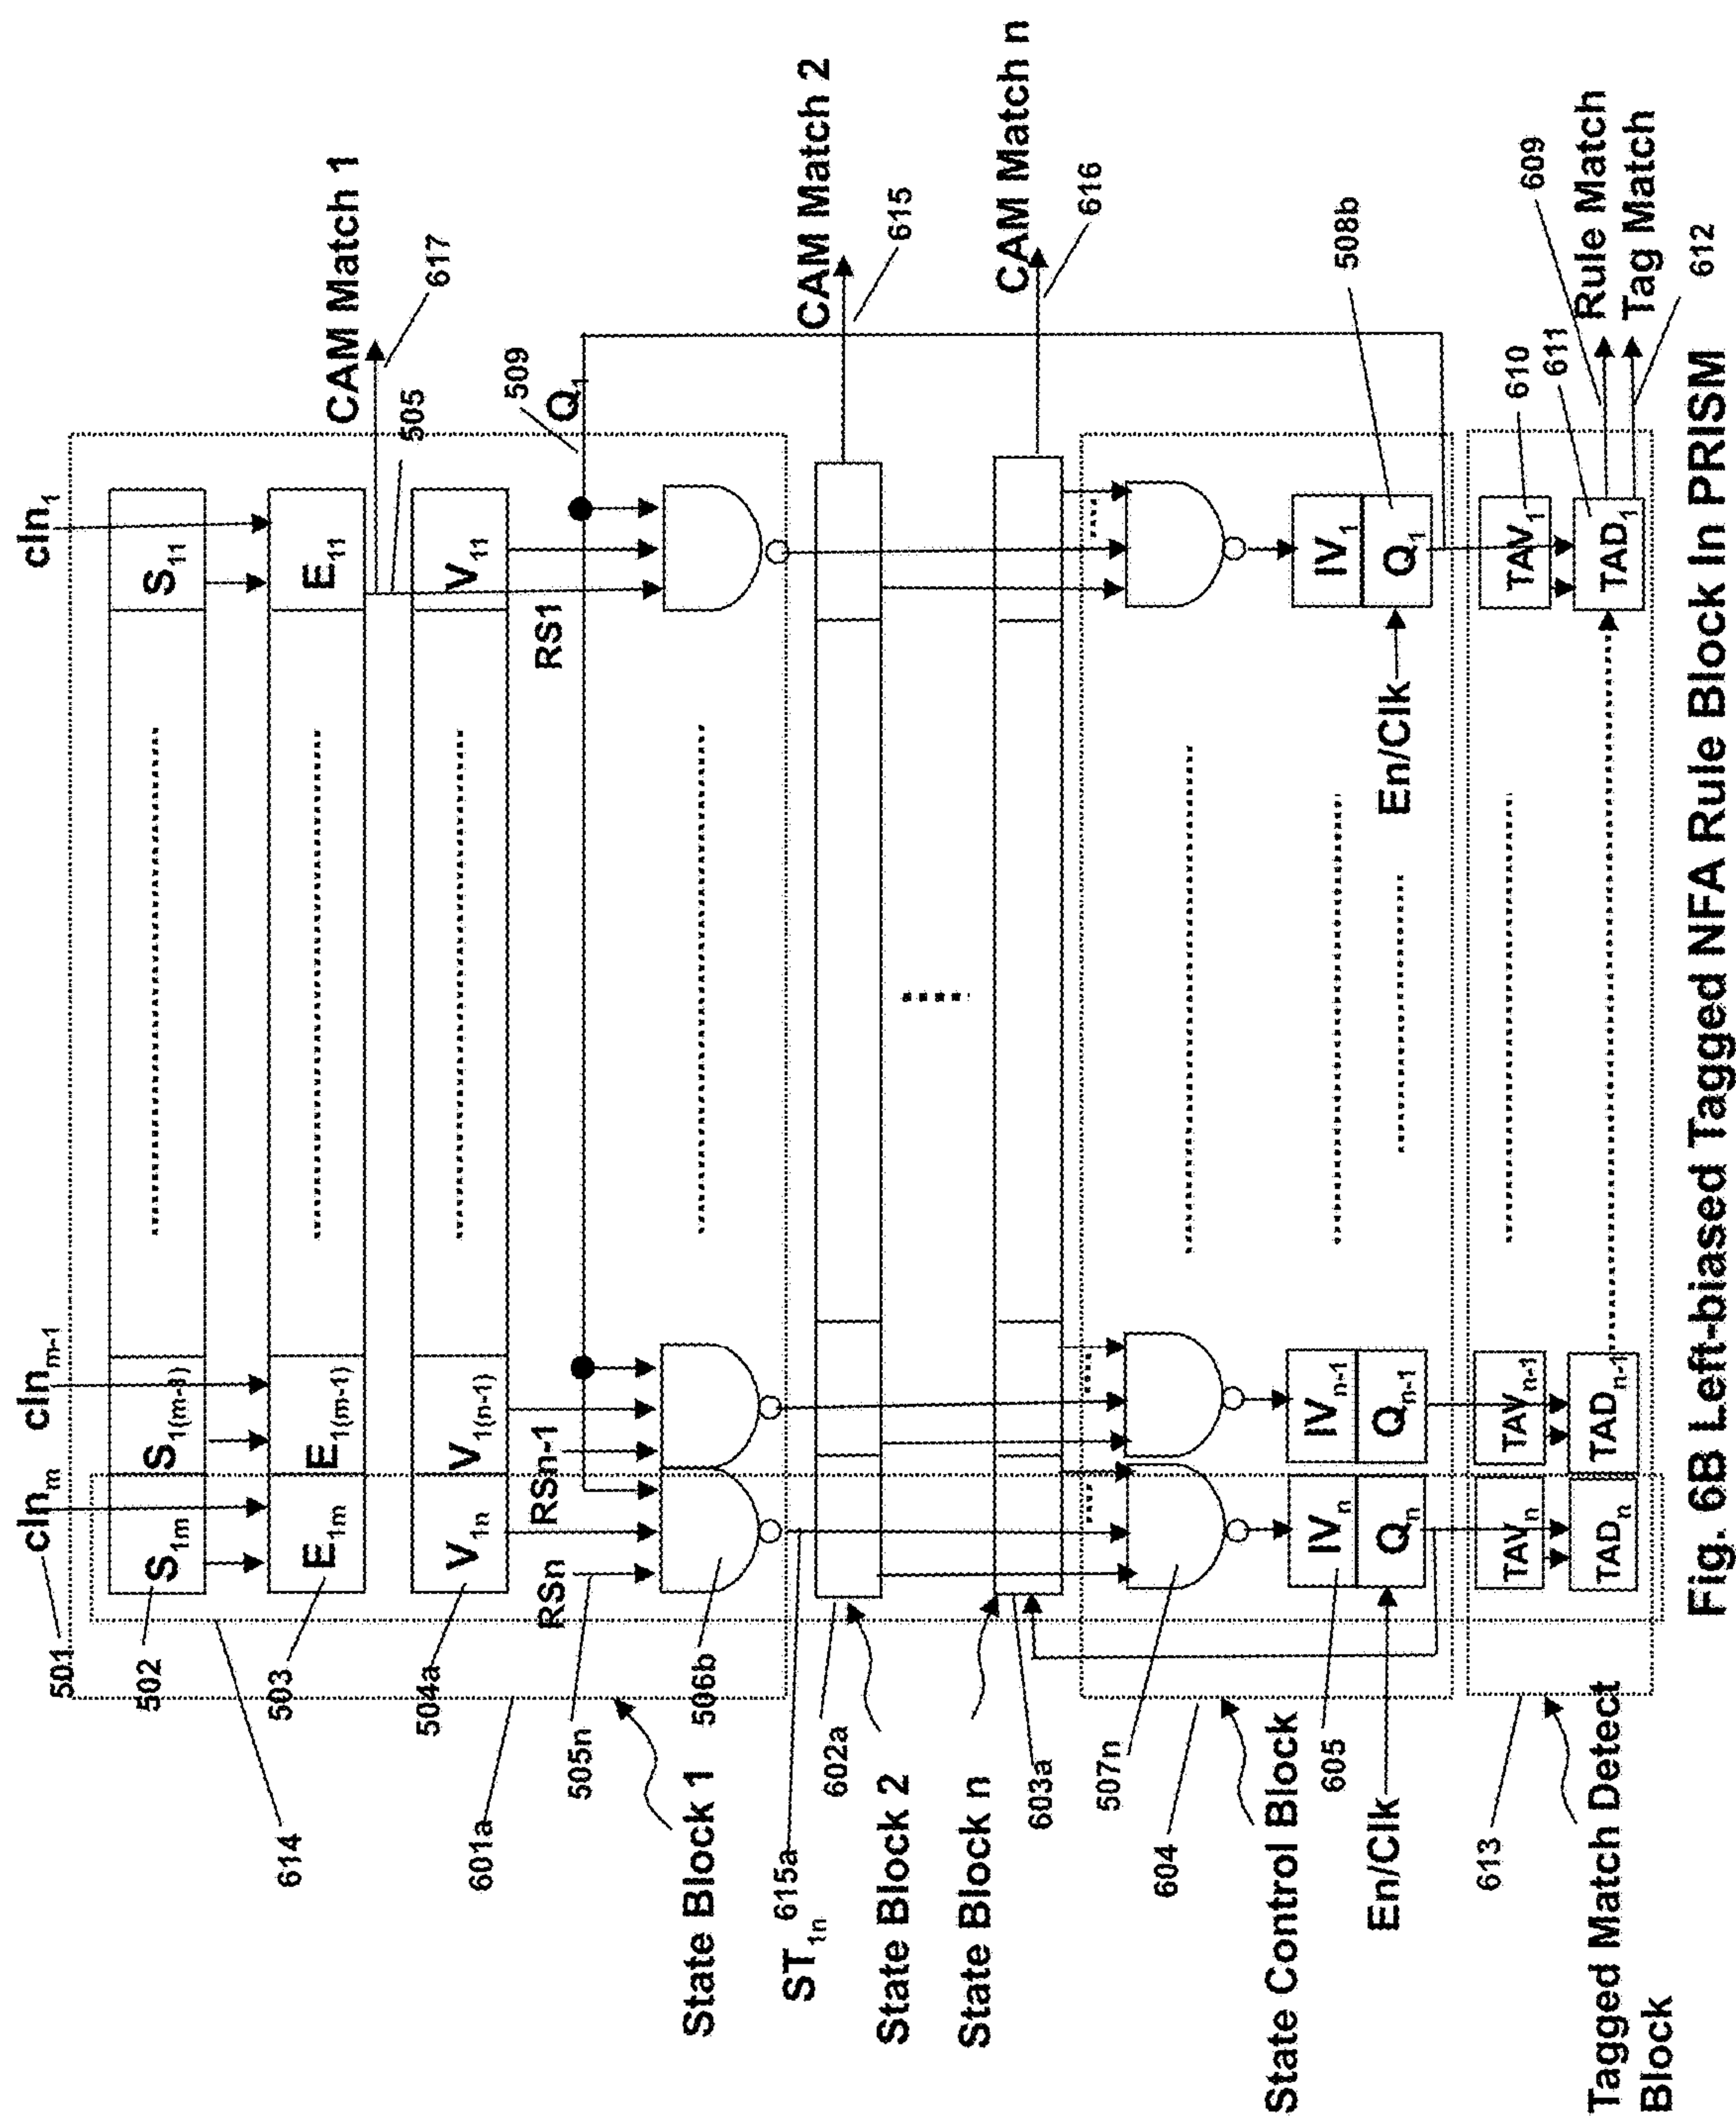 cIn1
cInm-1
cInm
501
S11
S1(m-1)
S1m
502
614
E11
E1(m-1)
E1m
503
CAM Match 1
617
505
V11
V1(n-1)
V1n
504a
601a
RS1
RSn-1
RSn
509
Q1
505n
506b
State Block 1
ST1n
615a
CAM Match 2
615
602a
State Block 2
CAM Match n
616
State Block n
603a
507n
604
State Control Block
508b
IV1
Q1
IVn-1
Qn-1
IVn
Qn
605
En/Clk
En/Clk
613
TAV1
TAD1
TAVn-1
TADn-1
TAVn
TADn
610
611
609
Rule Match
Tag Match
612
Tagged Match Detect
Block
Fig. 6B Left-biased Tagged NFA Rule Block In PRISM